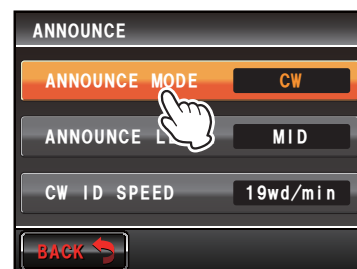 ANNOUNCE
ANNOUNCE MODE CW
ANNOUNCE MID
CW ID SPEED 19wd/min
BACK